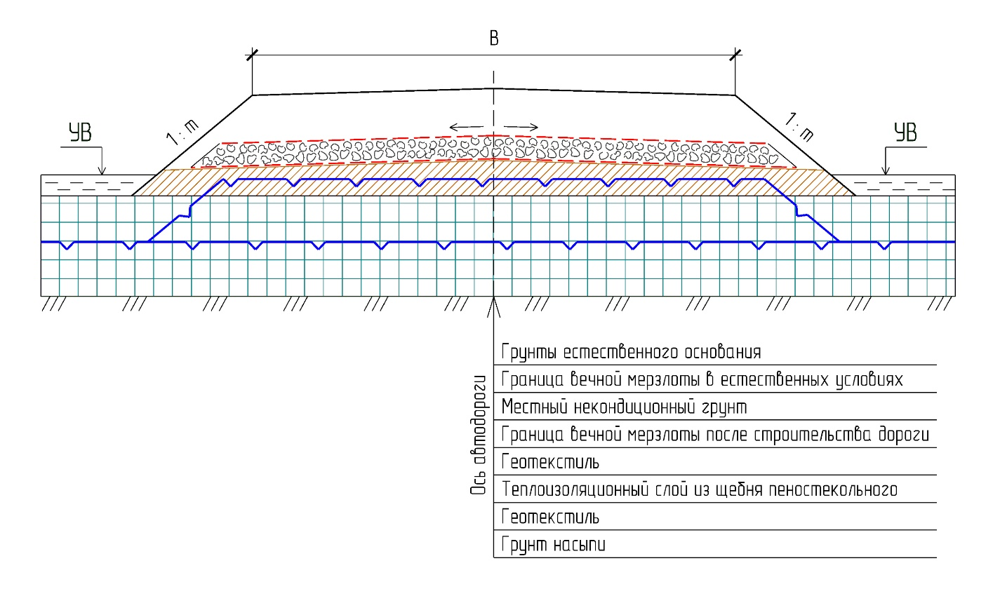 В
1:m
1:m
УВ
УВ
Грунты естественного основания
Граница вечной мерзлоты в естественных условиях
Местный некондиционный грунт
Граница вечной мерзлоты после строительства дороги
Геотекстиль
Теплоизоляционный слой из щебня пеностекольного
Геотекстиль
Грунт насыпи
Ось автодороги